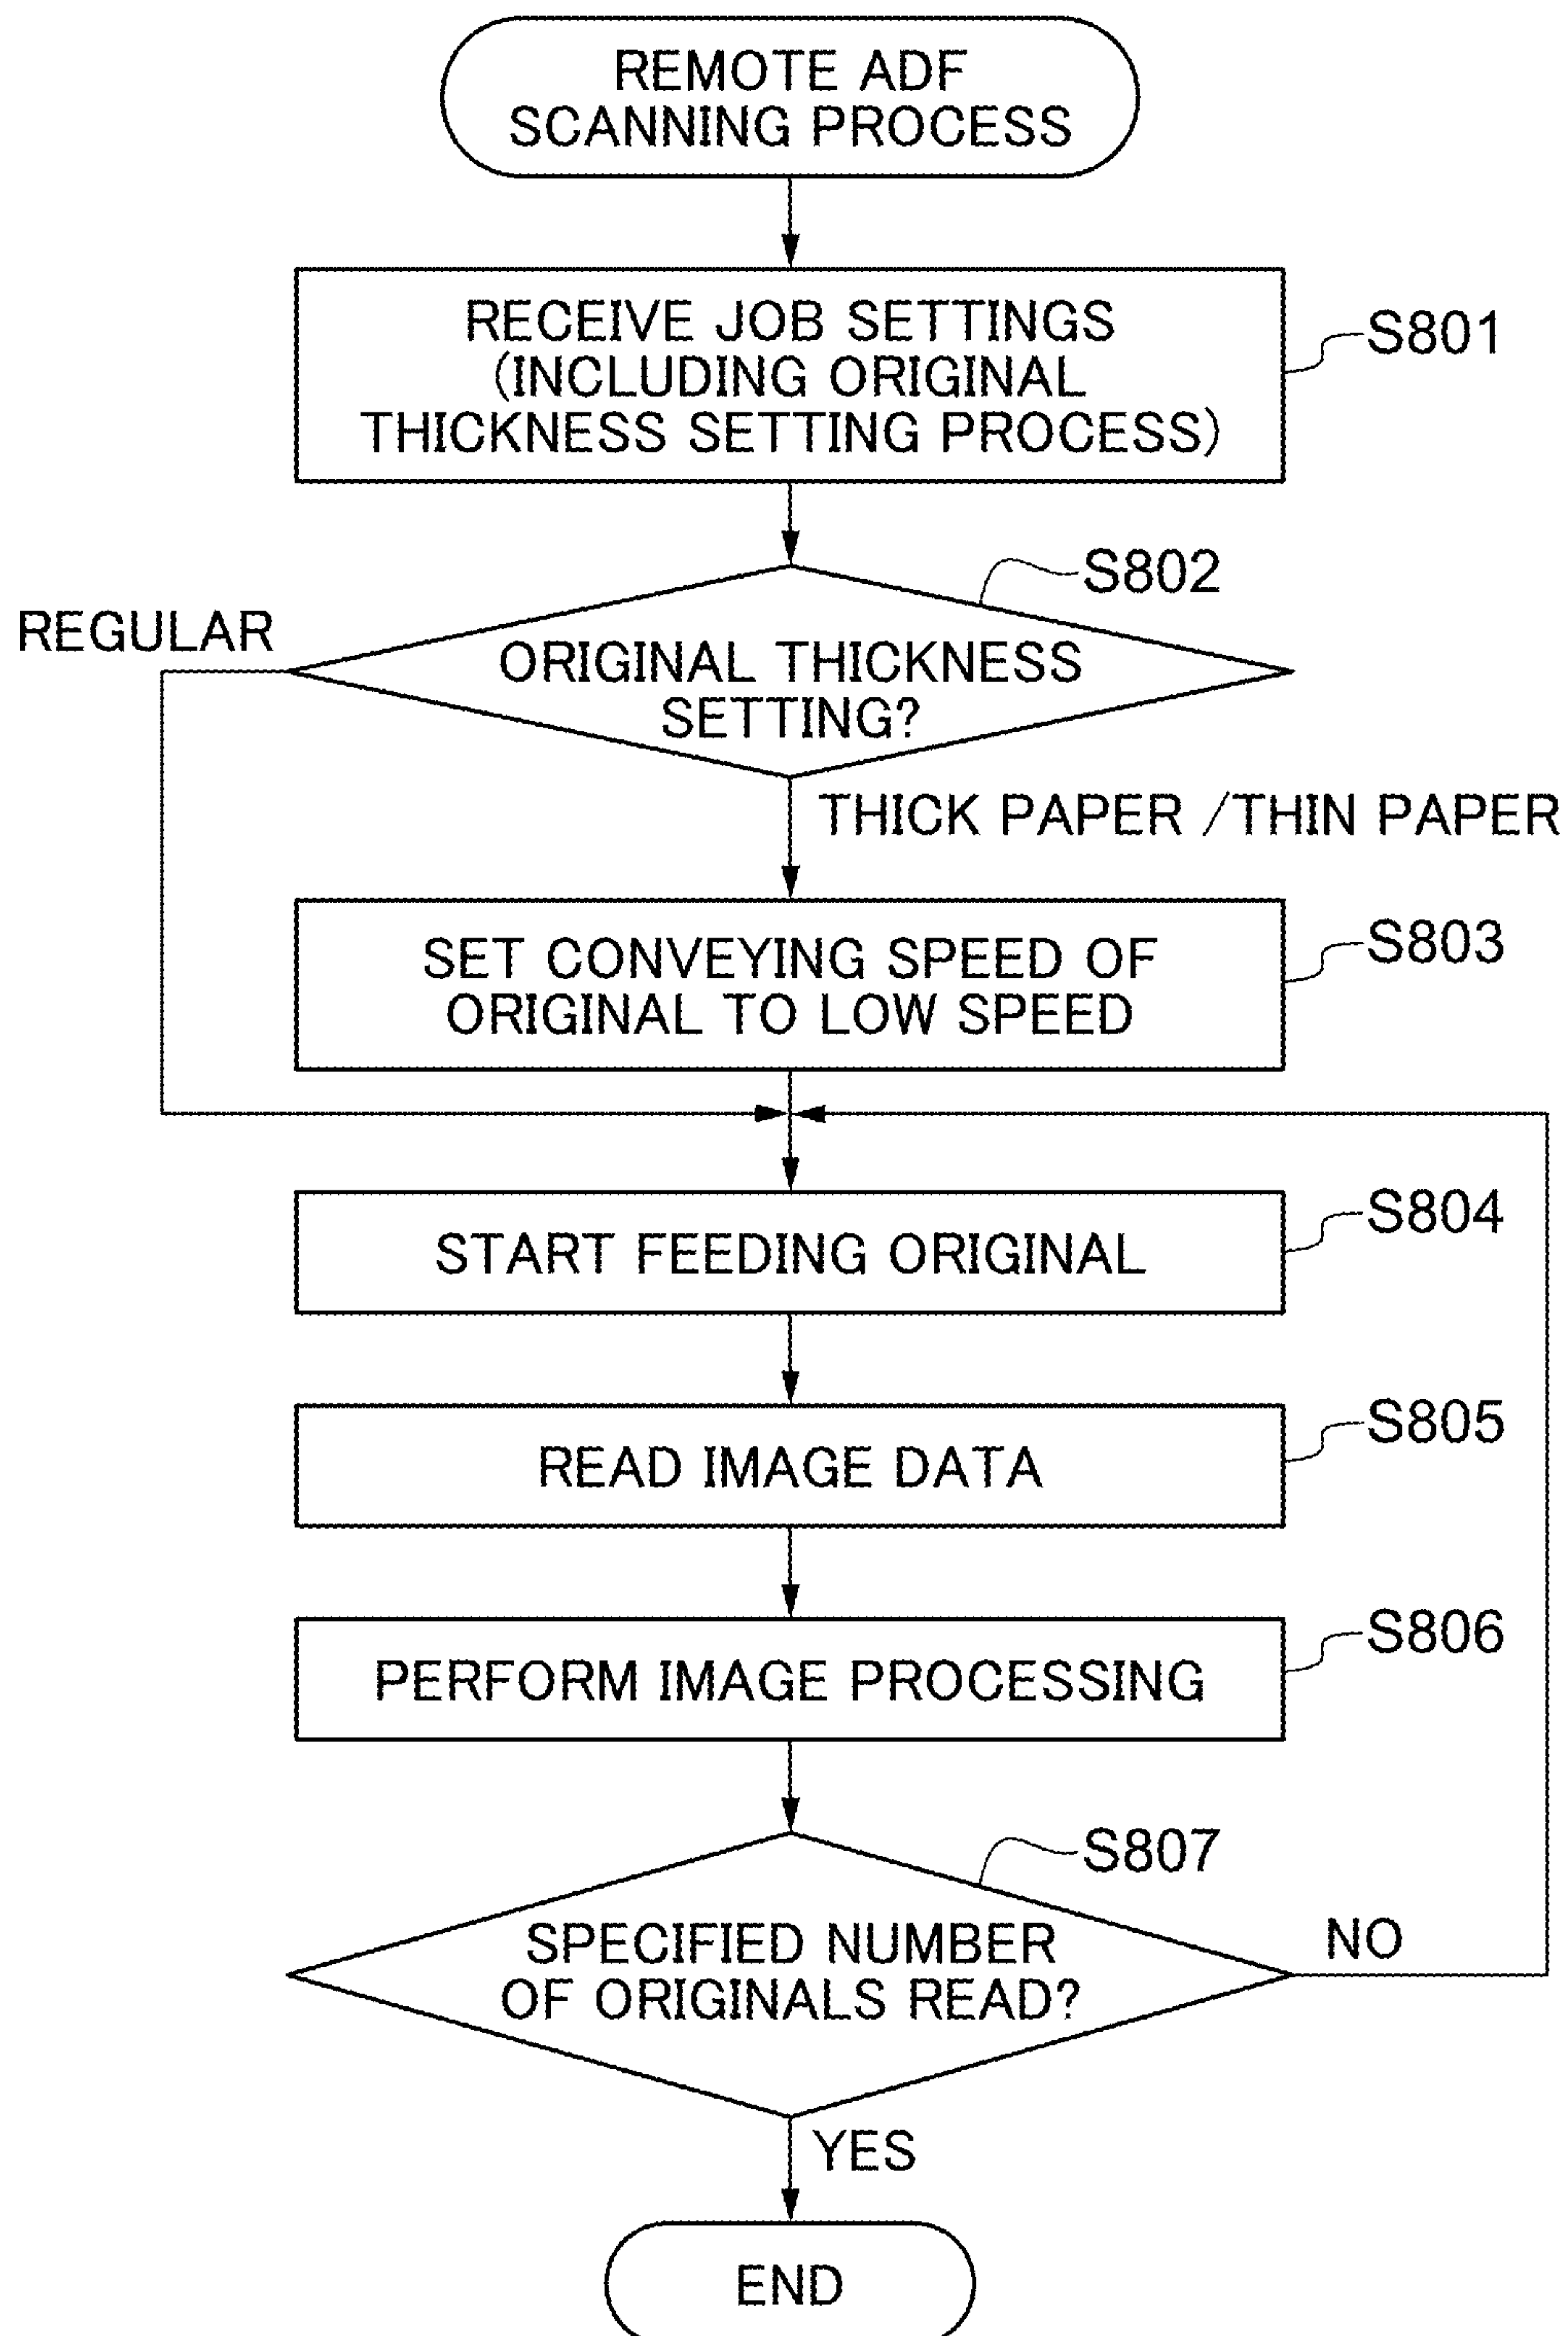 REMOTE ADF
SCANNING PROCESS
RECEIVE JOB SETTINGS
(INCLUDING ORIGINAL
THICKNESS SETTING PROCESS)
S801
S802
REGULAR
ORIGINAL THICKNESS
SETTING?
THICK PAPER /THIN PAPER
SET CONVEYING SPEED OF
ORIGINAL TO LOW SPEED
S803
START FEEDING ORIGINAL
S804
READ IMAGE DATA
S805
PERFORM IMAGE PROCESSING
S806
S807
SPECIFIED NUMBER
OF ORIGINALS READ?
NO
YES
END